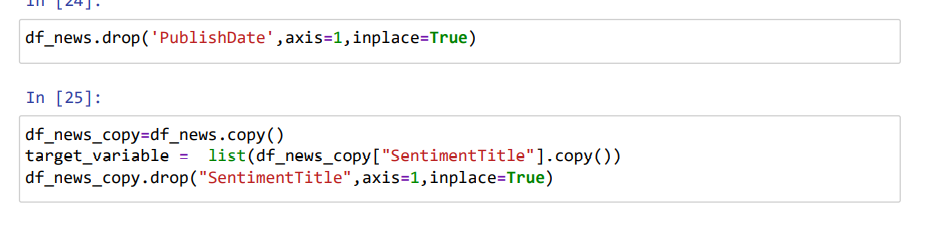 In [24]:
df_news.drop('PublishDate',axis=1,inplace=True)
In [25]:
df_news_copy=df_news.copy()
target_variable =  list(df_news_copy["SentimentTitle"].copy())
df_news_copy.drop("SentimentTitle",axis=1,inplace=True)